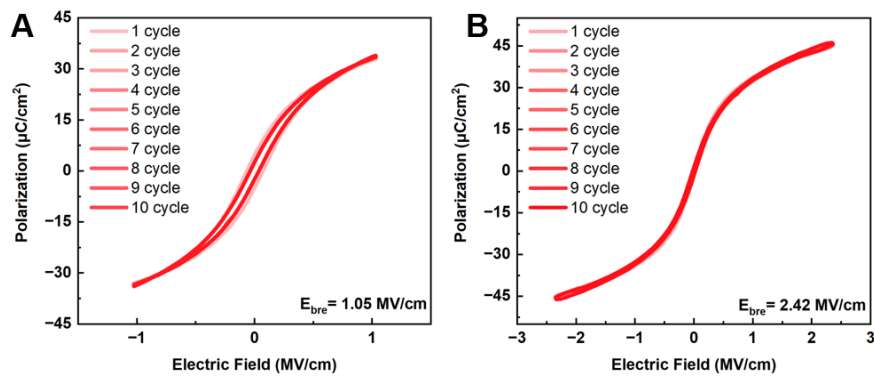 A
45
30
15
0
−15
−30
−45
Polarization (μC/cm²)
1 cycle
2 cycle
3 cycle
4 cycle
5 cycle
6 cycle
7 cycle
8 cycle
9 cycle
10 cycle
E_bre= 1.05 MV/cm
−1 0 1
Electric Field (MV/cm)
B
45
30
15
0
−15
−30
−45
Polarization (μC/cm²)
1 cycle
2 cycle
3 cycle
4 cycle
5 cycle
6 cycle
7 cycle
8 cycle
9 cycle
10 cycle
E_bre= 2.42 MV/cm
−3 −2 −1 0 1 2 3
Electric Field (MV/cm)